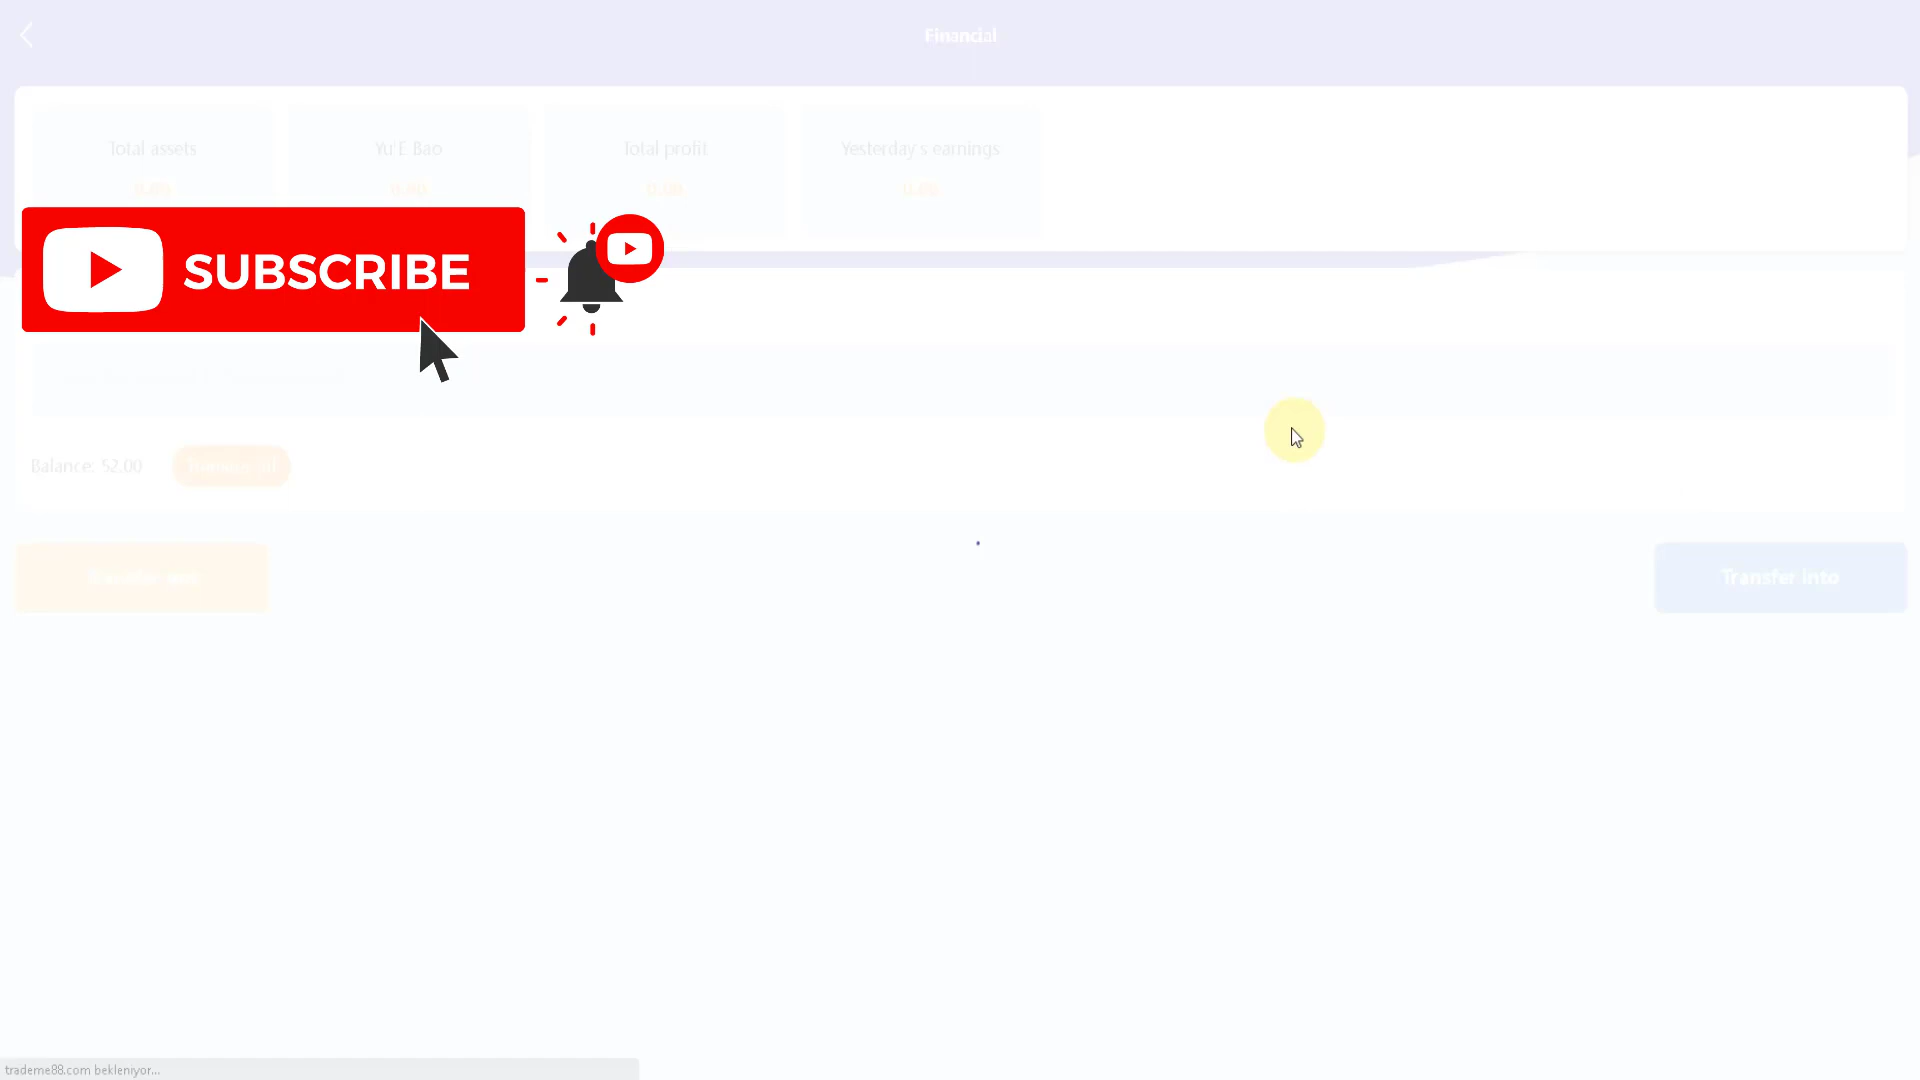 Financial
Total assets
Yu'E Bao
Total profit
Yesterday s earnings
0.00
0.00
0.00
0.00
SUBSCRIBE
Balance: 52.00
Transfer into
trademe88.com bekleniyor...